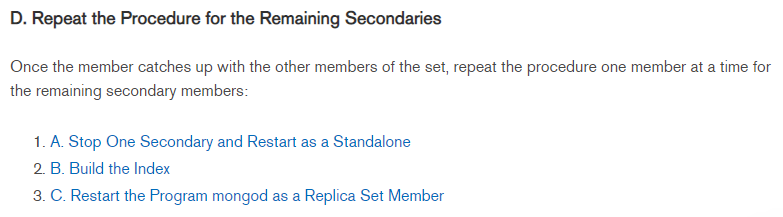 D. Repeat the Procedure for the Remaining Secondaries
Once the member catches up with the other members of the set, repeat the procedure one member at a time for
the remaining secondary members:
1. A. Stop One Secondary and Restart as a Standalone
2. B. Build the Index
3. C. Restart the Program mongod as a Replica Set Member